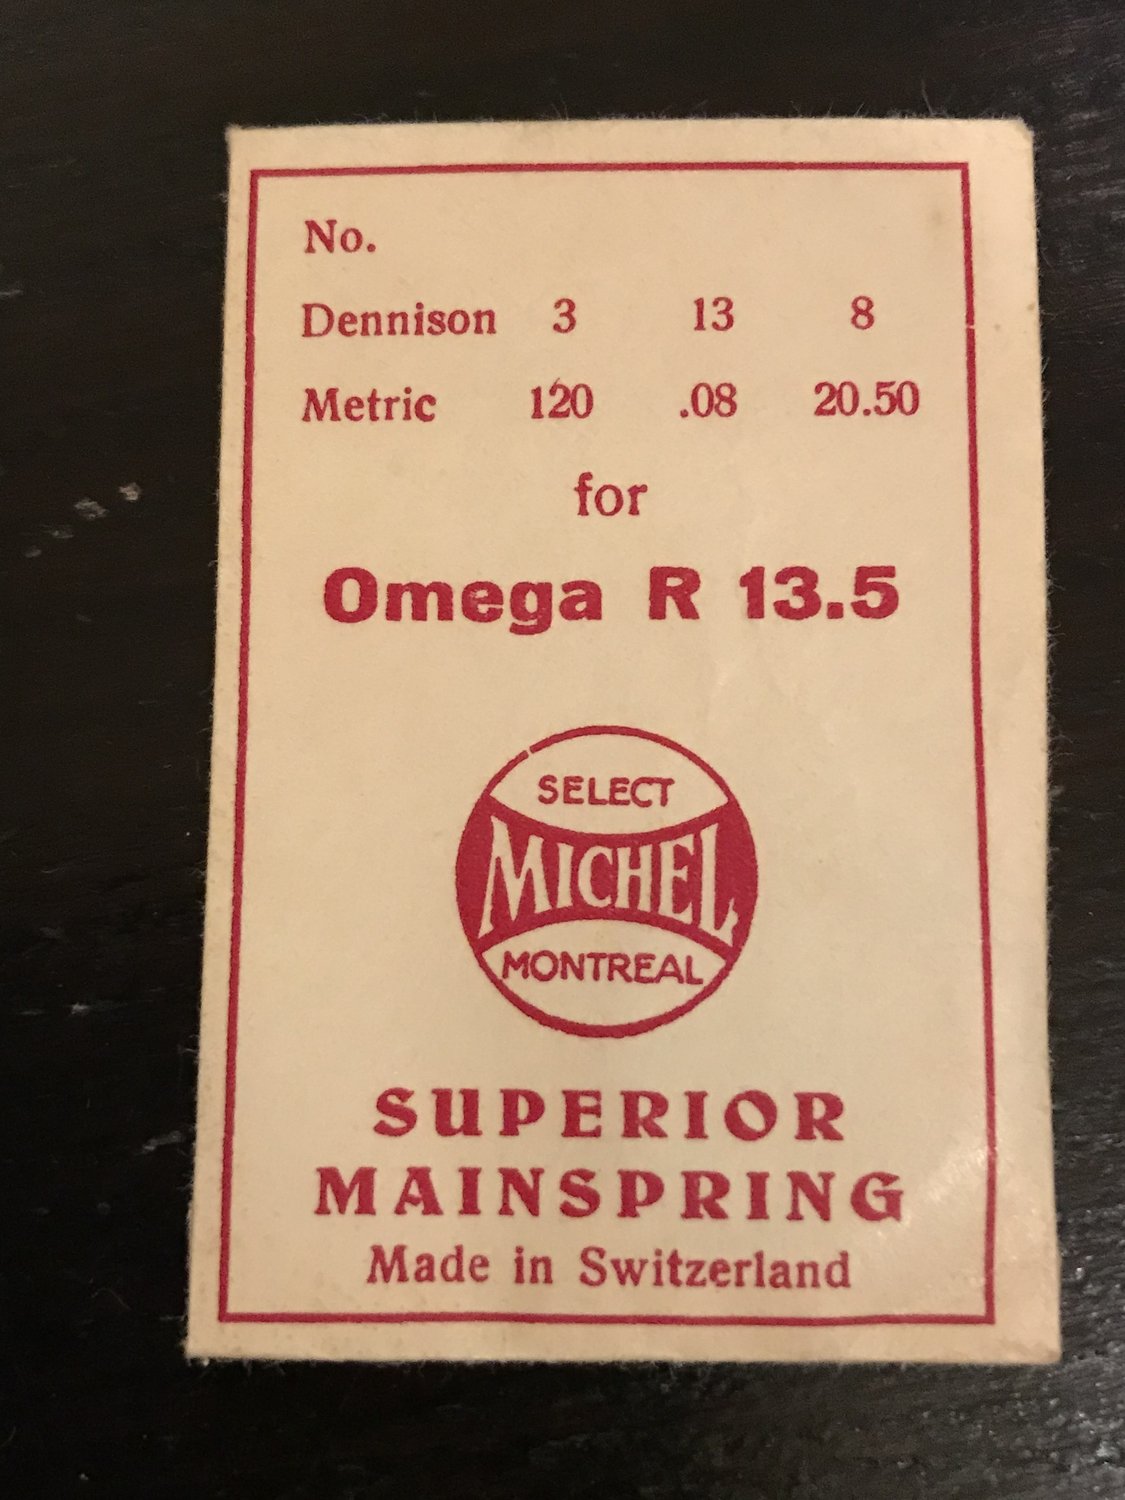 No.
Dennison 3 13 8
Metric 120 .08 20.50
for
Omega R 13.5
SELECT
MICHEL
MONTREAL
SUPERIOR
MAINSPRING
Made in Switzerland